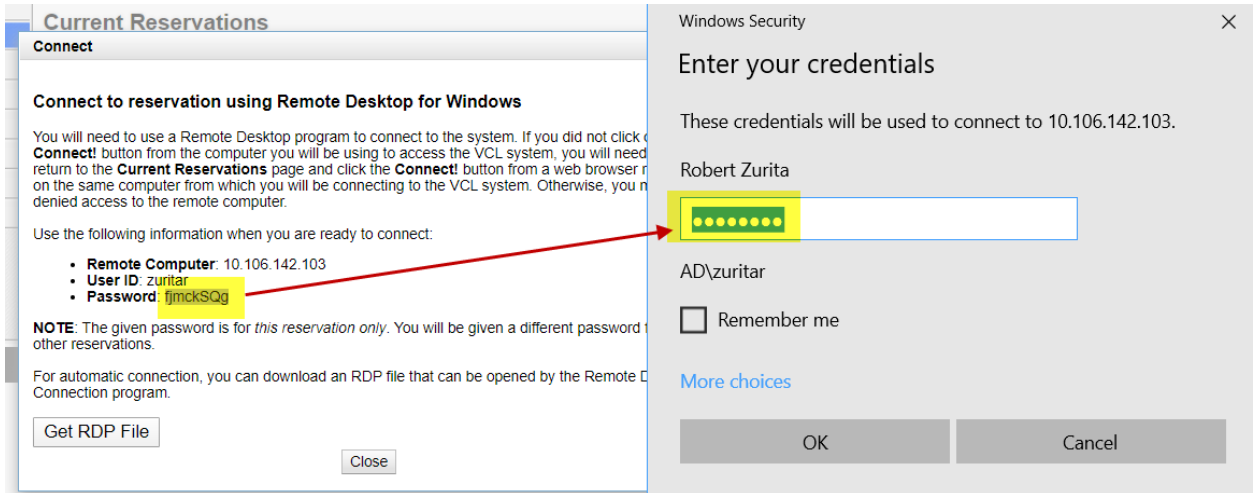 Current Reservations
Connect
Connect to reservation using Remote Desktop for Windows
You will need to use a Remote Desktop program to connect to the system. If you did not click
Connect! button from the computer you will be using to access the VCL system, you will need
return to the Current Reservations page and click the Connect! button from a web browser
on the same computer from which you will be connecting to the VCL system. Otherwise, you
denied access to the remote computer.
Use the following information when you are ready to connect:
• Remote Computer: 10.106.142.103
• User ID: zuritar
• Password: fjmckSQg
NOTE: The given password is for this reservation only. You will be given a different password
other reservations.
For automatic connection, you can download an RDP file that can be opened by the Remote
Connection program.
Get RDP File
Close
Windows Security
Enter your credentials
These credentials will be used to connect to 10.106.142.103.
Robert Zurita
••••••••
AD\zuritar
Remember me
More choices
OK
Cancel